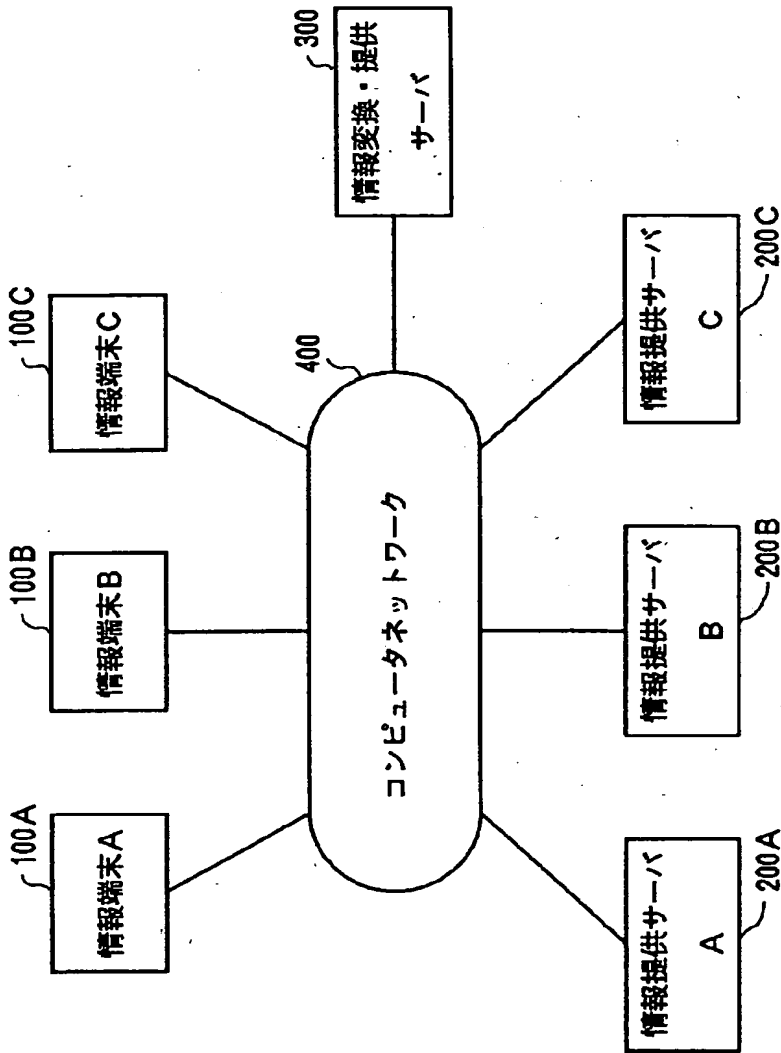 100A
情報端末A
100B
情報端末B
100C
情報端末C
400
コンピュータネットワーク
300
情報変換・提供
サーバ
情報提供サーバ
A
200A
情報提供サーバ
B
200B
情報提供サーバ
C
200C